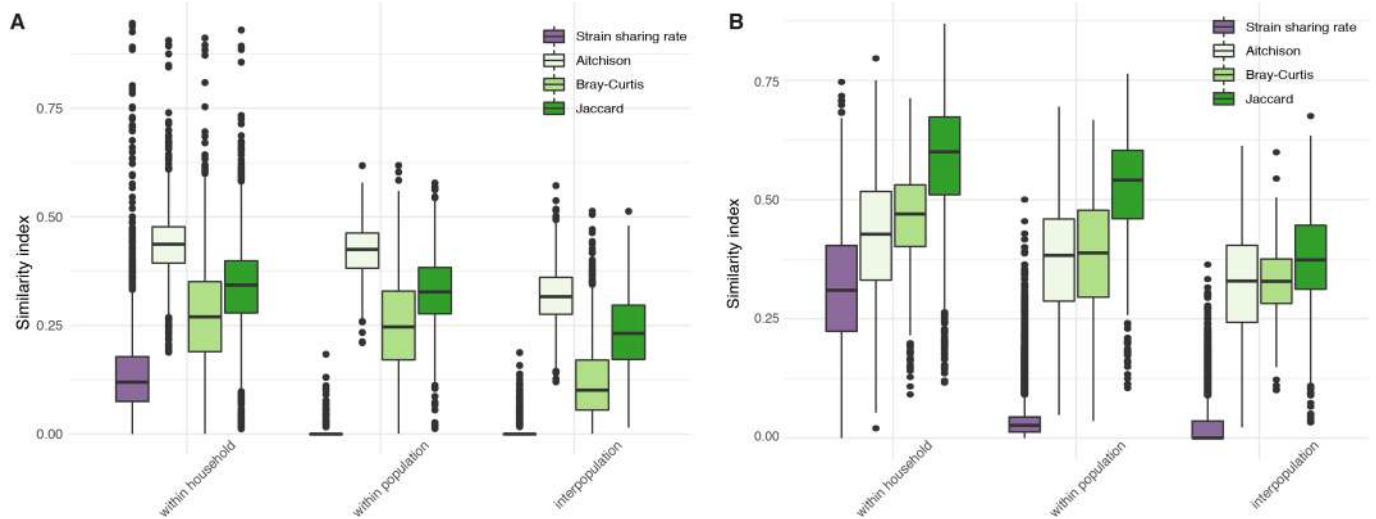 A
Strain sharing rate
Aitchison
Bray-Curtis
Jaccard
Similarity index
0.75
0.50
0.25
0.00
within household
within population
interpopulation
B
Strain sharing rate
Aitchison
Bray-Curtis
Jaccard
Similarity index
0.75
0.50
0.25
0.00
within household
within population
interpopulation